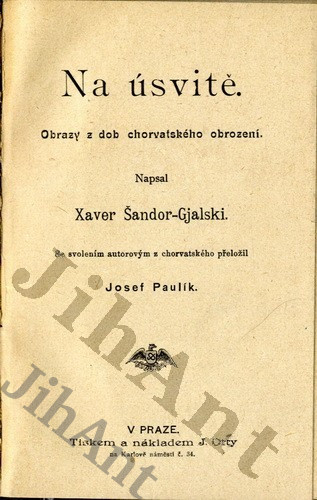 Na úsvitě.
Obrazy z dob chorvatského obrození.
Napsal
Xaver Šandor-Gjalski.
Se svolením autorovým z chorvatského přeložil
Josef Paulík.
V PRAZE.
Tiskem a nákladem J. Otty
na Karlově náměstí č. 34.
JihAnt
JihAnt